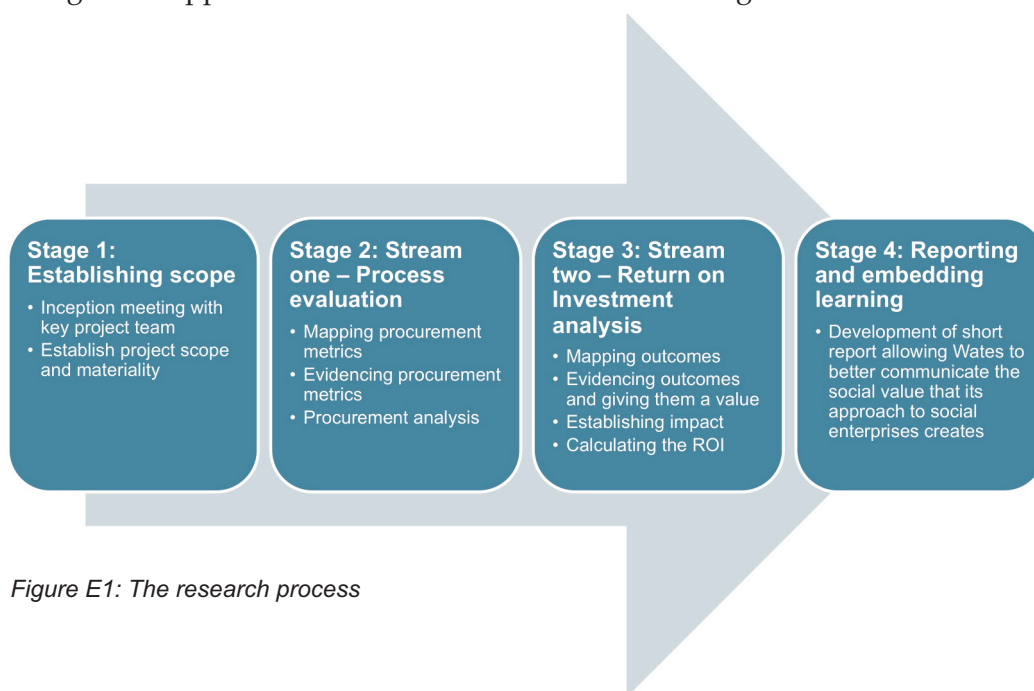 Stage 1:
Establishing scope
• Inception meeting with
key project team
• Establish project scope
and materiality
Stage 2: Stream
one – Process
evaluation
• Mapping procurement
metrics
• Evidencing procurement
metrics
• Procurement analysis
Stage 3: Stream
two – Return on
Investment
analysis
• Mapping outcomes
• Evidencing outcomes
and giving them a value
• Establishing impact
• Calculating the ROI
Stage 4: Reporting
and embedding
learning
• Development of short
report allowing Wates to
better communicate the
social value that its
approach to social
enterprises creates
Figure E1: The research process